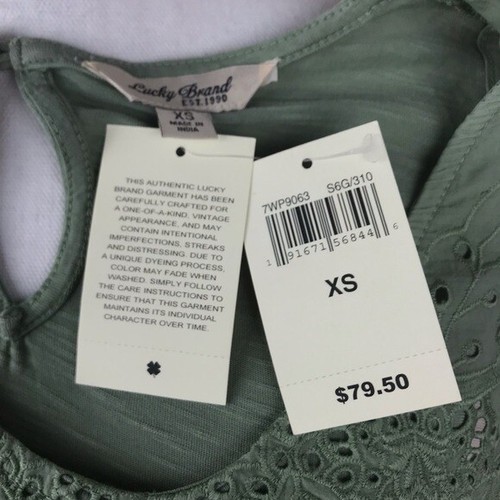 Lucky Brand
EST. 1990
XS
MADE IN
INDIA
THIS AUTHENTIC LUCKY
BRAND GARMENT HAS BEEN
CAREFULLY CRAFTED FOR
A ONE-OF-A-KIND, VINTAGE
APPEARANCE, AND MAY
CONTAIN INTENTIONAL
IMPERFECTIONS, STREAKS
AND DISTRESSING. DUE TO
A UNIQUE DYEING PROCESS,
COLOR MAY FADE WHEN
WASHED. SIMPLY FOLLOW
THE CARE INSTRUCTIONS TO
ENSURE THAT THIS GARMENT
MAINTAINS ITS INDIVIDUAL
CHARACTER OVER TIME.
7WP9063 S6G/310
1 91671 56844 6
XS
$79.50